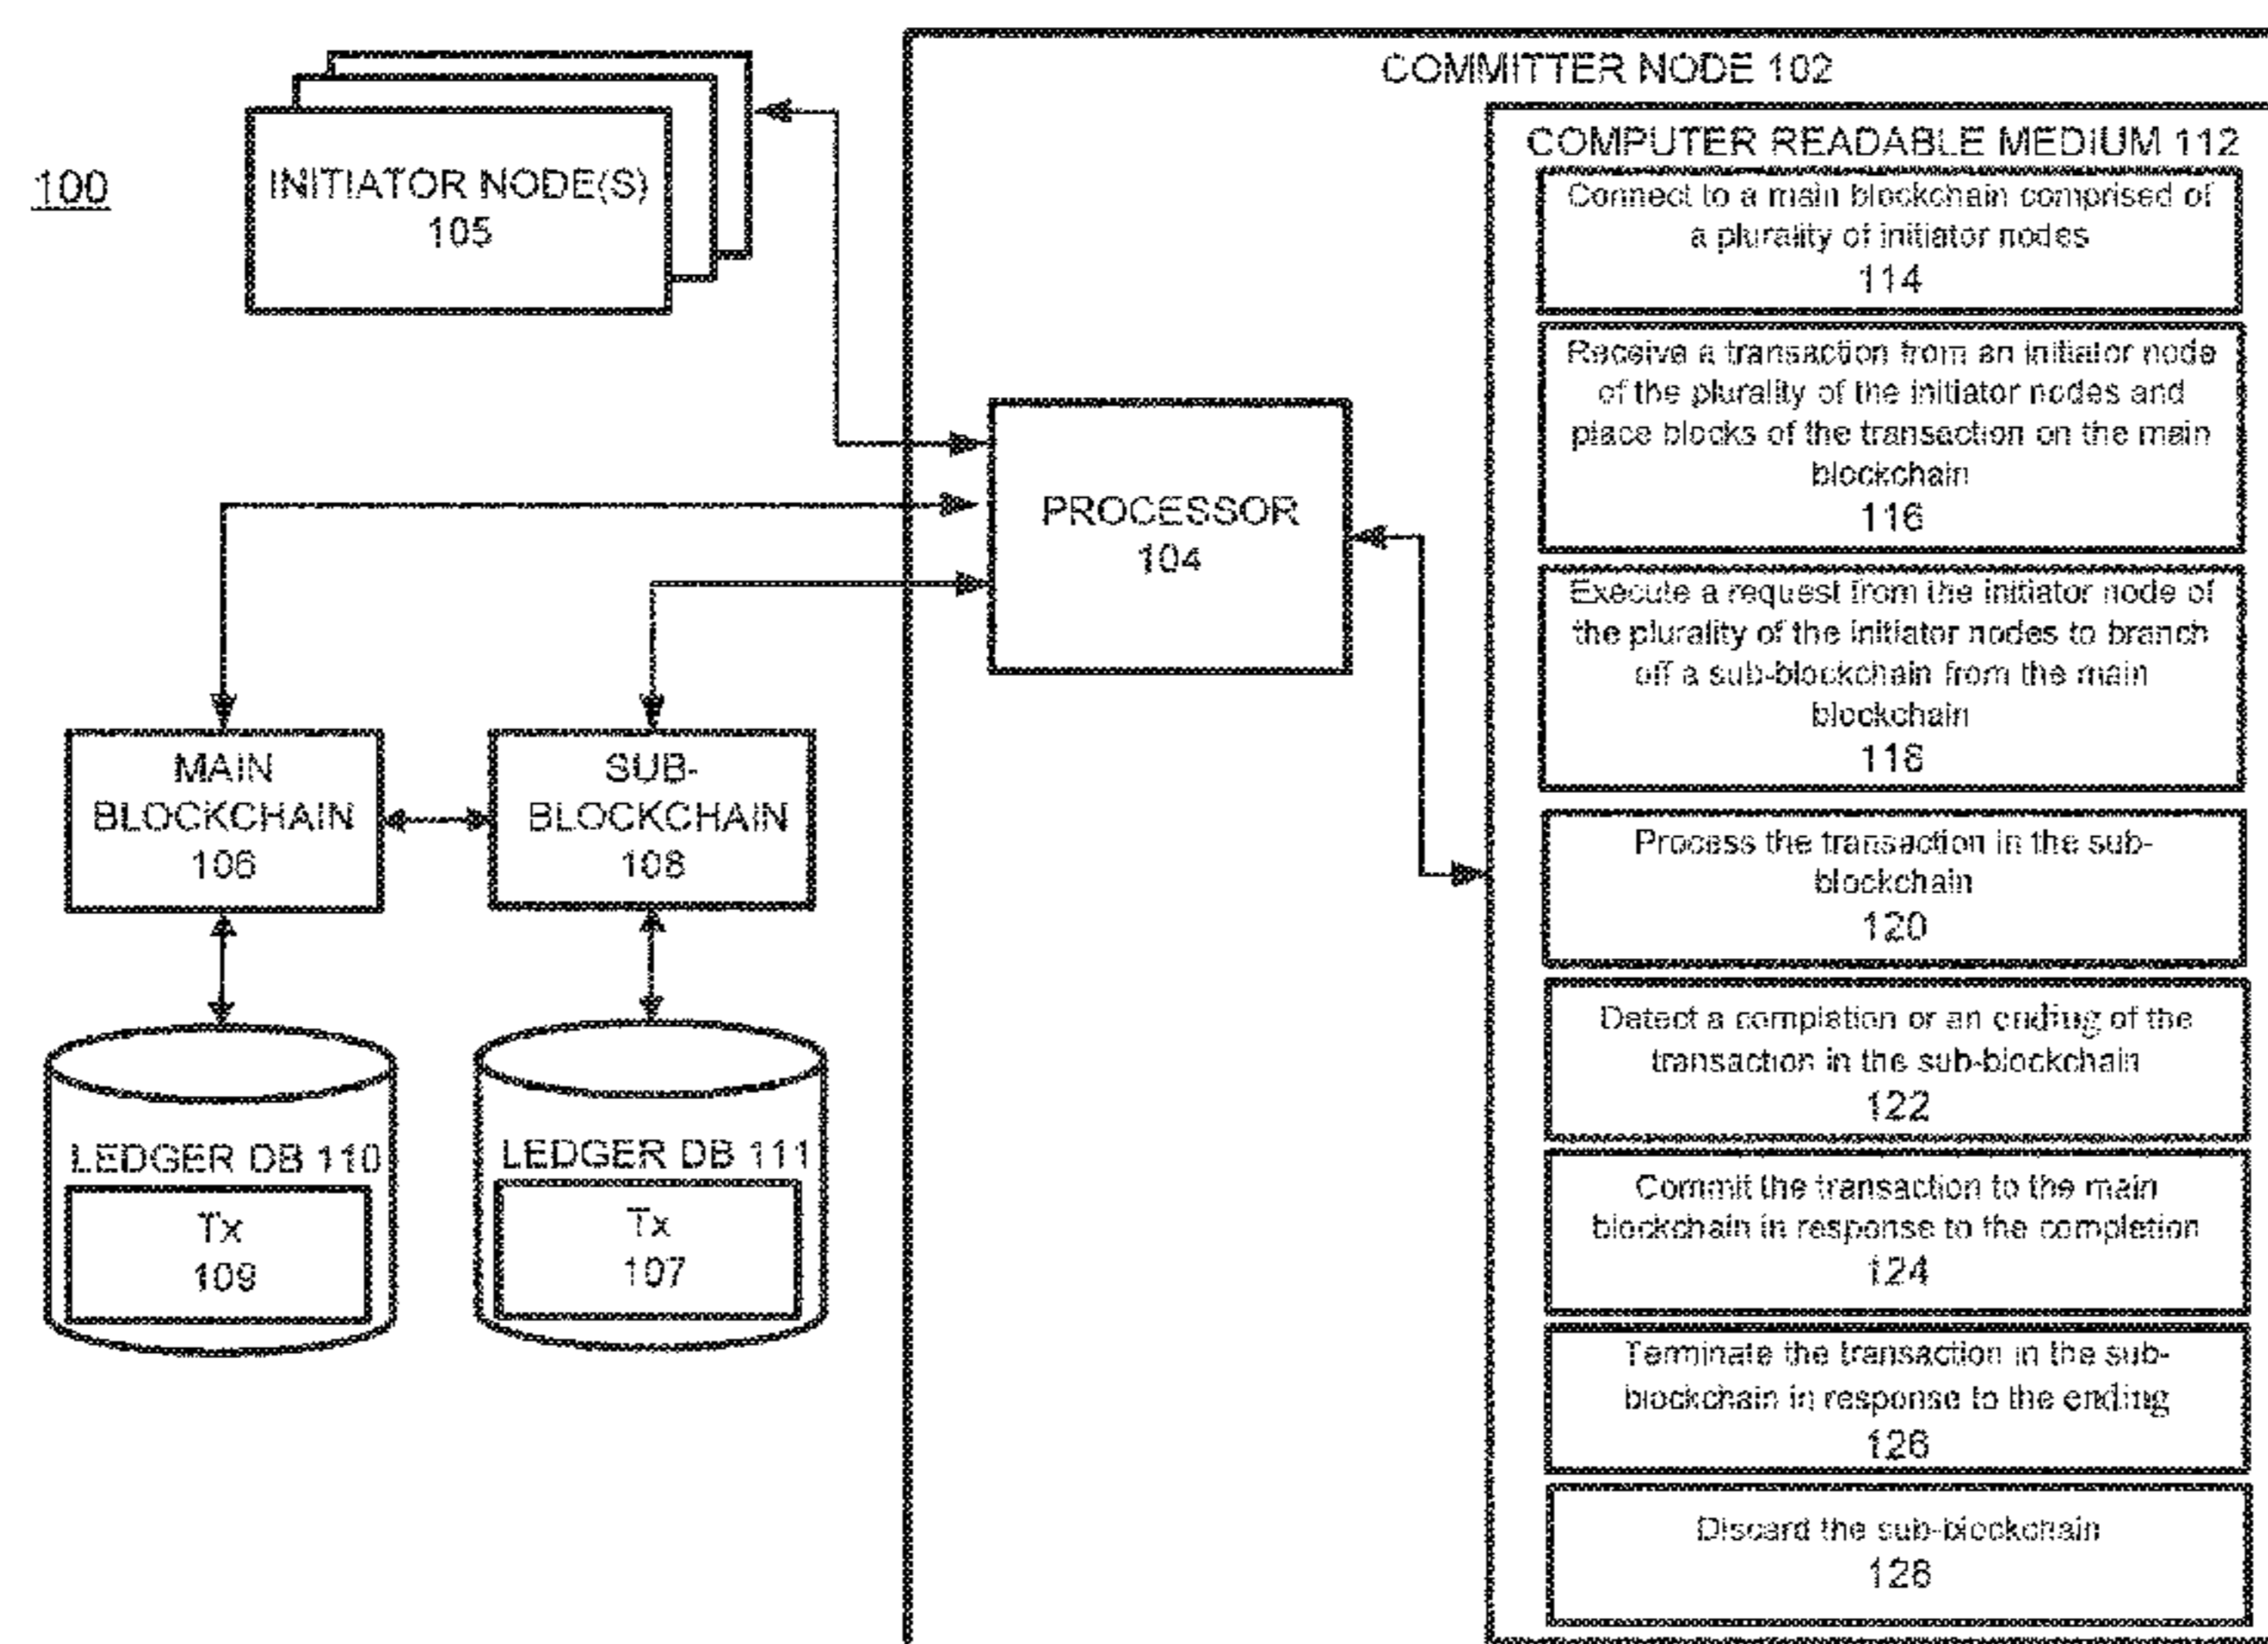 100
INITIATOR NODE(S)
105
COMMITTER NODE 102
PROCESSOR
104
MAIN
BLOCKCHAIN
106
SUB-
BLOCKCHAIN
108
LEDGER DB 110
Tx
109
LEDGER DB 111
Tx
107
COMPUTER READABLE MEDIUM 112
Connect to a main blockchain comprised of
a plurality of initiator nodes
114
Receive a transaction from an initiator node
of the plurality of the initiator nodes and
place blocks of the transaction on the main
blockchain
116
Execute a request from the initiator node of
the plurality of the initiator nodes to branch
off a sub-blockchain from the main
blockchain
118
Process the transaction in the sub-
blockchain
120
Detect a completion or an ending of the
transaction in the sub-blockchain
122
Commit the transaction to the main
blockchain in response to the completion
124
Terminate the transaction in the sub-
blockchain in response to the ending
126
Discard the sub-blockchain
128